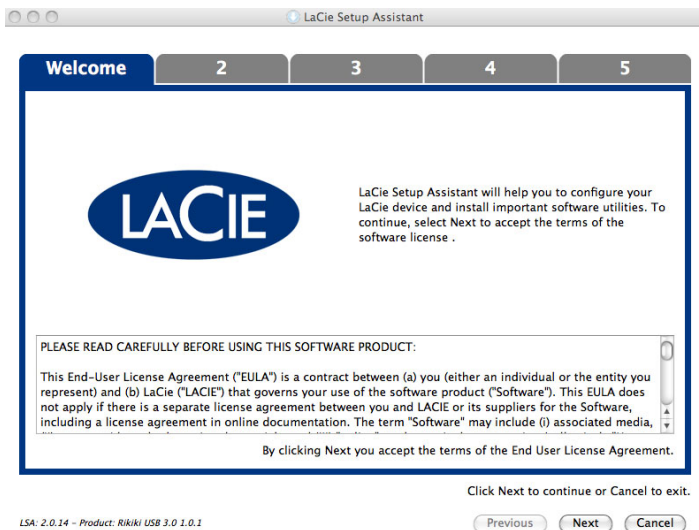 LaCie Setup Assistant
Welcome 2 3 4 5
LACIE
LaCie Setup Assistant will help you to configure your
LaCie device and install important software utilities. To
continue, select Next to accept the terms of the
software license .
PLEASE READ CAREFULLY BEFORE USING THIS SOFTWARE PRODUCT:
This End-User License Agreement ("EULA") is a contract between (a) you (either an individual or the entity you
represent) and (b) LaCie ("LACIE") that governs your use of the software product ("Software"). This EULA does
not apply if there is a separate license agreement between you and LACIE or its suppliers for the Software,
including a license agreement in online documentation. The term "Software" may include (i) associated media,
By clicking Next you accept the terms of the End User License Agreement.
Click Next to continue or Cancel to exit.
LSA: 2.0.14 – Product: Rikiki USB 3.0 1.0.1
Previous Next Cancel